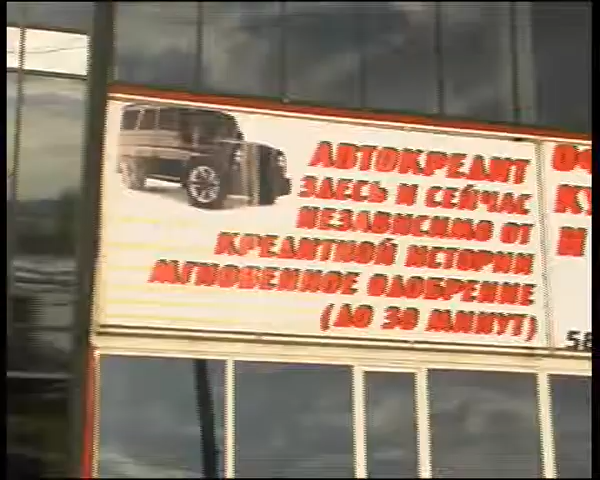 АВТОКРЕДИТ
ЗДЕСЬ И СЕЙЧАС
НЕЗАВИСИМО ОТ
КРЕДИТНОЙ ИСТОРИИ
МГНОВЕННОЕ ОДОБРЕНИЕ
(ДО 30 МИНУТ)